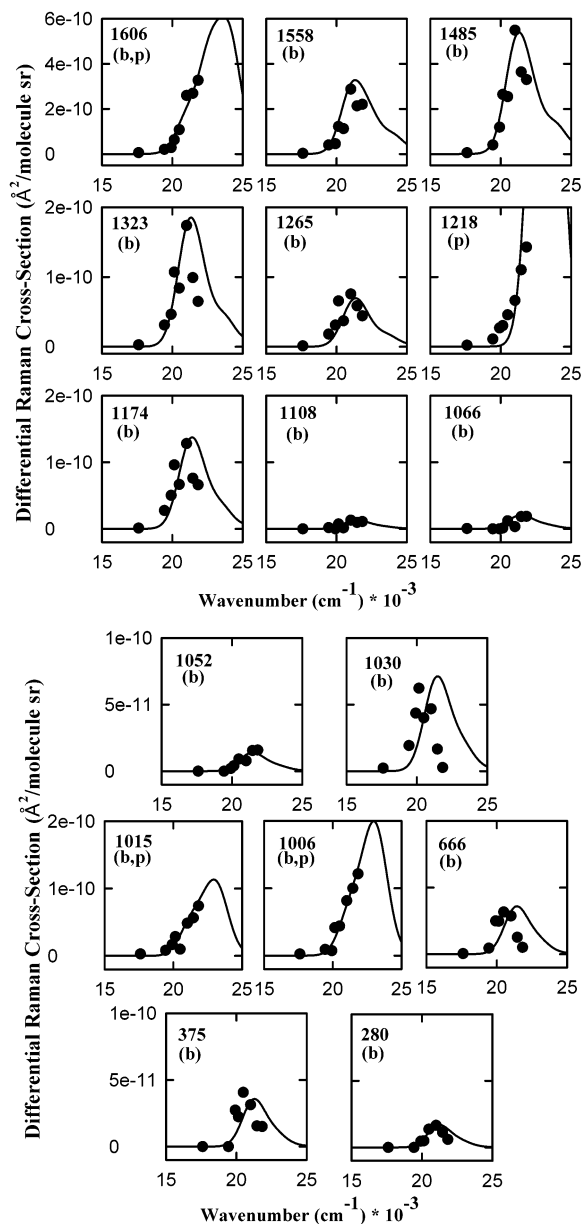 Differential Raman Cross-Section (Å²/molecule sr)
6e-10
4e-10
2e-10
0
1606
(b,p)
15 20 25
1558
(b)
15 20 25
1485
(b)
15 20 25
2e-10
1e-10
0
1323
(b)
15 20 25
1265
(b)
15 20 25
1218
(p)
15 20 25
2e-10
1e-10
0
1174
(b)
15 20 25
1108
(b)
15 20 25
1066
(b)
15 20 25
Wavenumber (cm⁻¹) * 10⁻³
Differential Raman Cross-Section (Å²/molecule sr)
1e-10
5e-11
0
1052
(b)
15 20 25
1030
(b)
15 20 25
2e-10
1e-10
0
1015
(b,p)
15 20 25
1006
(b,p)
15 20 25
666
(b)
15 20 25
1e-10
5e-11
0
375
(b)
15 20 25
280
(b)
15 20 25
Wavenumber (cm⁻¹) * 10⁻³